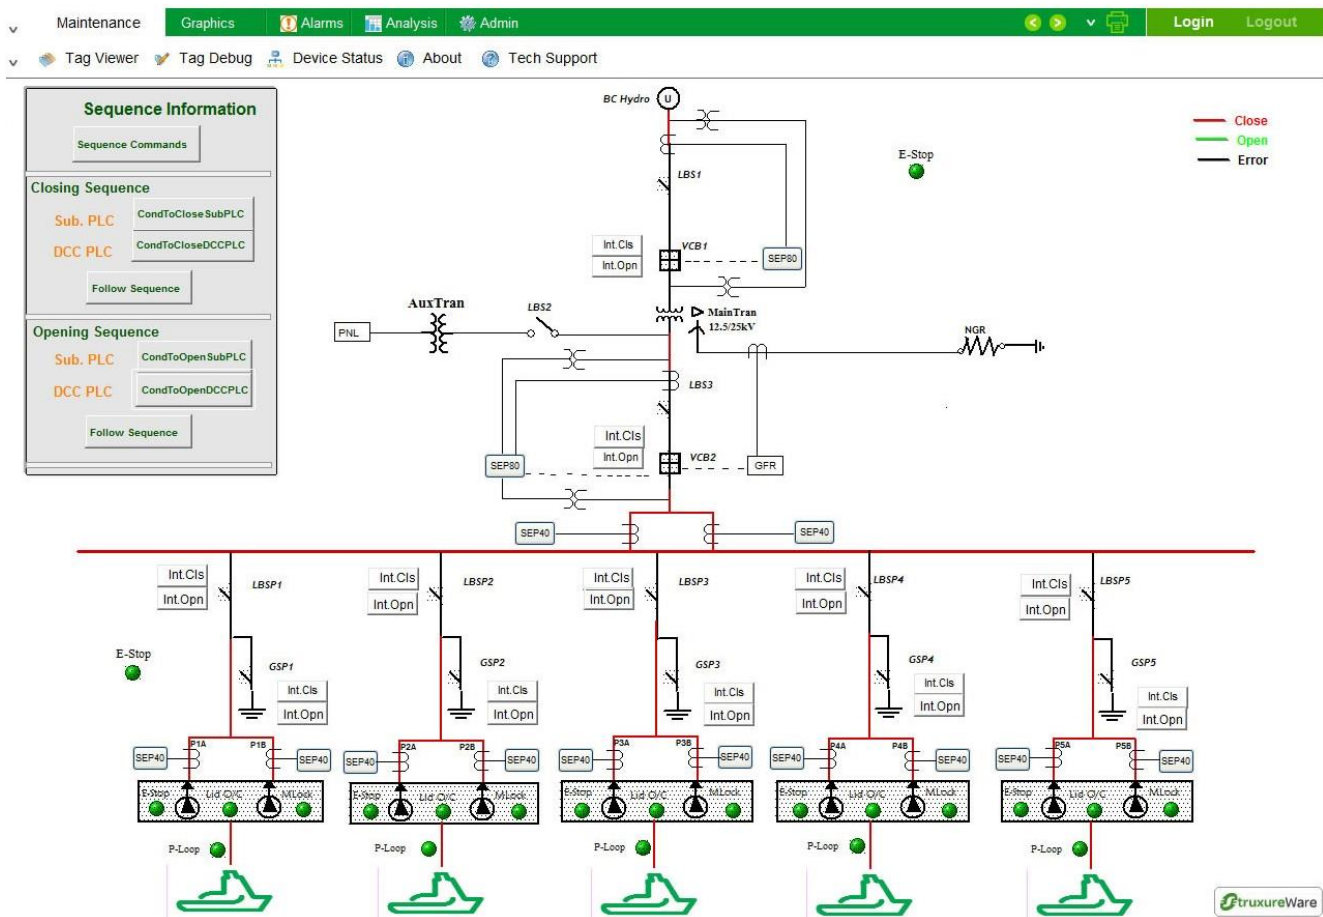 Maintenance Graphics Alarms Analysis Admin Login Logout
Tag Viewer Tag Debug Device Status About Tech Support
Sequence Information
Sequence Commands
Closing Sequence
Sub. PLC CondToCloseSubPLC
DCC PLC CondToCloseDCCPLC
Follow Sequence
Opening Sequence
Sub. PLC CondToOpenSubPLC
DCC PLC CondToOpenDCCPLC
Follow Sequence
BC Hydro U
Close
Open
Error
E-Stop
LBS1
Int.Cls
Int.Opn
VCB1
SEP80
AuxTran
LBS2
PNL
MainTran
12.5/25kV
NGR
LBS3
Int.Cls
Int.Opn
VCB2
SEP80
GFR
SEP40 SEP40
Int.Cls LBSP1 Int.Cls LBSP2 Int.Cls LBSP3 Int.Cls LBSP4 Int.Cls LBSP5
Int.Opn Int.Opn Int.Opn Int.Opn Int.Opn
E-Stop
GSP1 GSP2 GSP3 GSP4 GSP5
Int.Cls Int.Cls Int.Cls Int.Cls Int.Cls
Int.Opn Int.Opn Int.Opn Int.Opn Int.Opn
P1A P1B P2A P2B P3A P3B P4A P4B P5A P5B
SEP40 SEP40 SEP40 SEP40 SEP40 SEP40 SEP40 SEP40 SEP40 SEP40
E-Stop Lid O/C MLock E-Stop Lid O/C MLock E-Stop Lid O/C MLock E-Stop Lid O/C MLock E-Stop Lid O/C MLock
P-Loop P-Loop P-Loop P-Loop P-Loop
StruxureWare